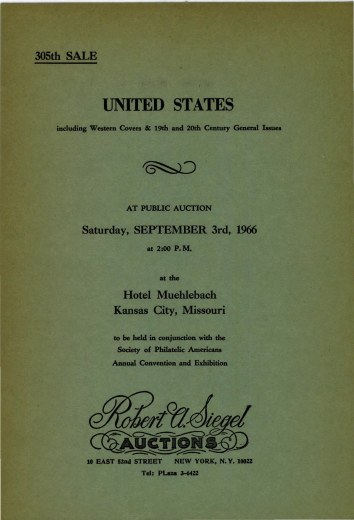 305th SALE
UNITED STATES
including Western Covers & 19th and 20th Century General Issues
AT PUBLIC AUCTION
Saturday, SEPTEMBER 3rd, 1966
at 2:00 P.M.
at the
Hotel Muehlebach
Kansas City, Missouri
to be held in conjunction with the
Society of Philatelic Americans
Annual Convention and Exhibition
Robert A. Siegel
AUCTIONS
10 EAST 52nd STREET NEW YORK, N.Y. 10022
Tel: PLaza 3-4422